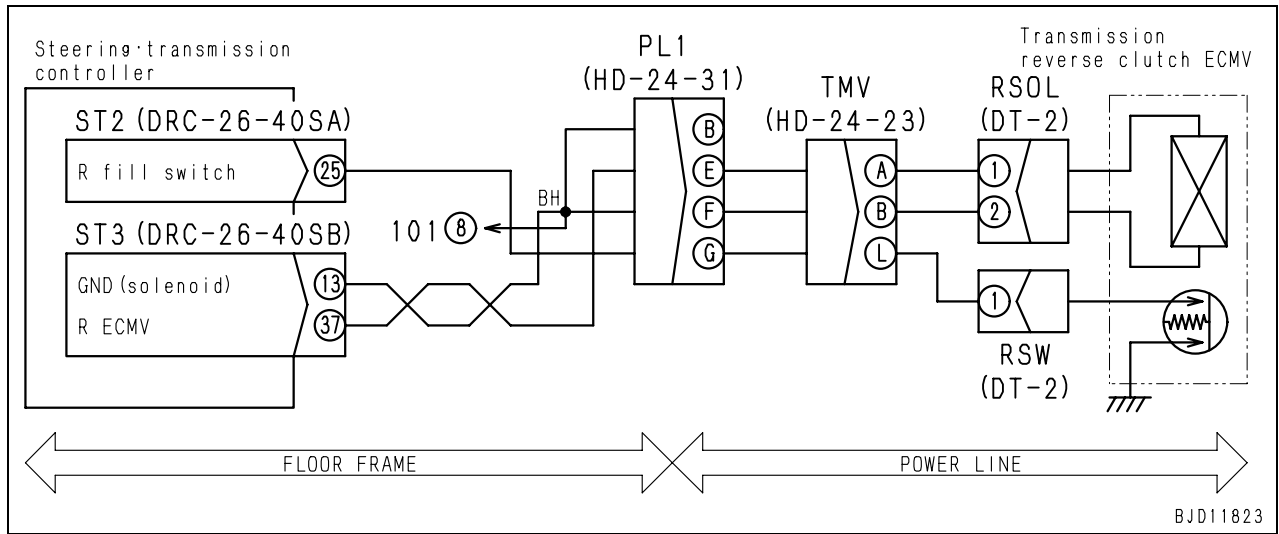 Steering·transmission
controller
ST2 (DRC-26-40SA)
R fill switch
25
ST3 (DRC-26-40SB)
GND (solenoid)
13
R ECMV
37
BH
101 8
PL1
(HD-24-31)
B
E
F
G
TMV
(HD-24-23)
A
B
L
RSOL
(DT-2)
1
2
1
RSW
(DT-2)
Transmission
reverse clutch ECMV
FLOOR FRAME
POWER LINE
BJD11823